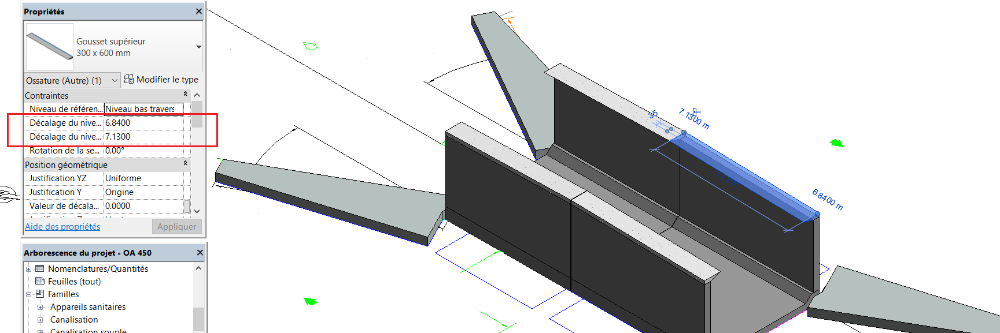 Propriétés
Gousset supérieur
300 x 600 mm
Ossature (Autre) (1)
Modifier le type
Contraintes
Niveau de référen... Niveau bas travers
Décalage du nive... 6.8400
Décalage du nive... 7.1300
Rotation de la se... 0.00°
Position géométrique
Justification YZ Uniforme
Justification Y Origine
Valeur de décala... 0.0000
Aide des propriétés
Appliquer
Arborescence du projet - OA 450
Nomenclatures/Quantités
Feuilles (tout)
Familles
Appareils sanitaires
Canalisation
Canalisation souple
7.1300 m
6.8400 m